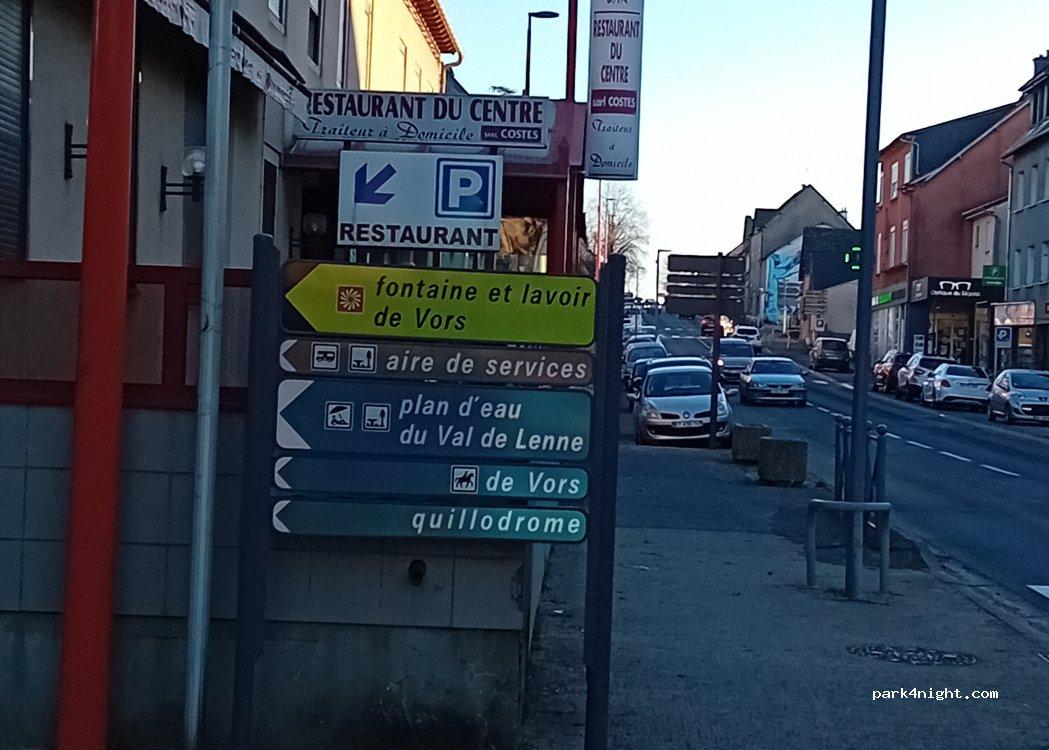 RESTAURANT
DU
CENTRE
sarl COSTES
Traiteur
à
Domicile
ESTAURANT DU CENTRE
Traiteur à Domicile SARL COSTES
P
RESTAURANT
fontaine et lavoir
de Vors
aire de services
plan d'eau
du Val de Lenne
de Vors
quillodrome
P
park4night.com